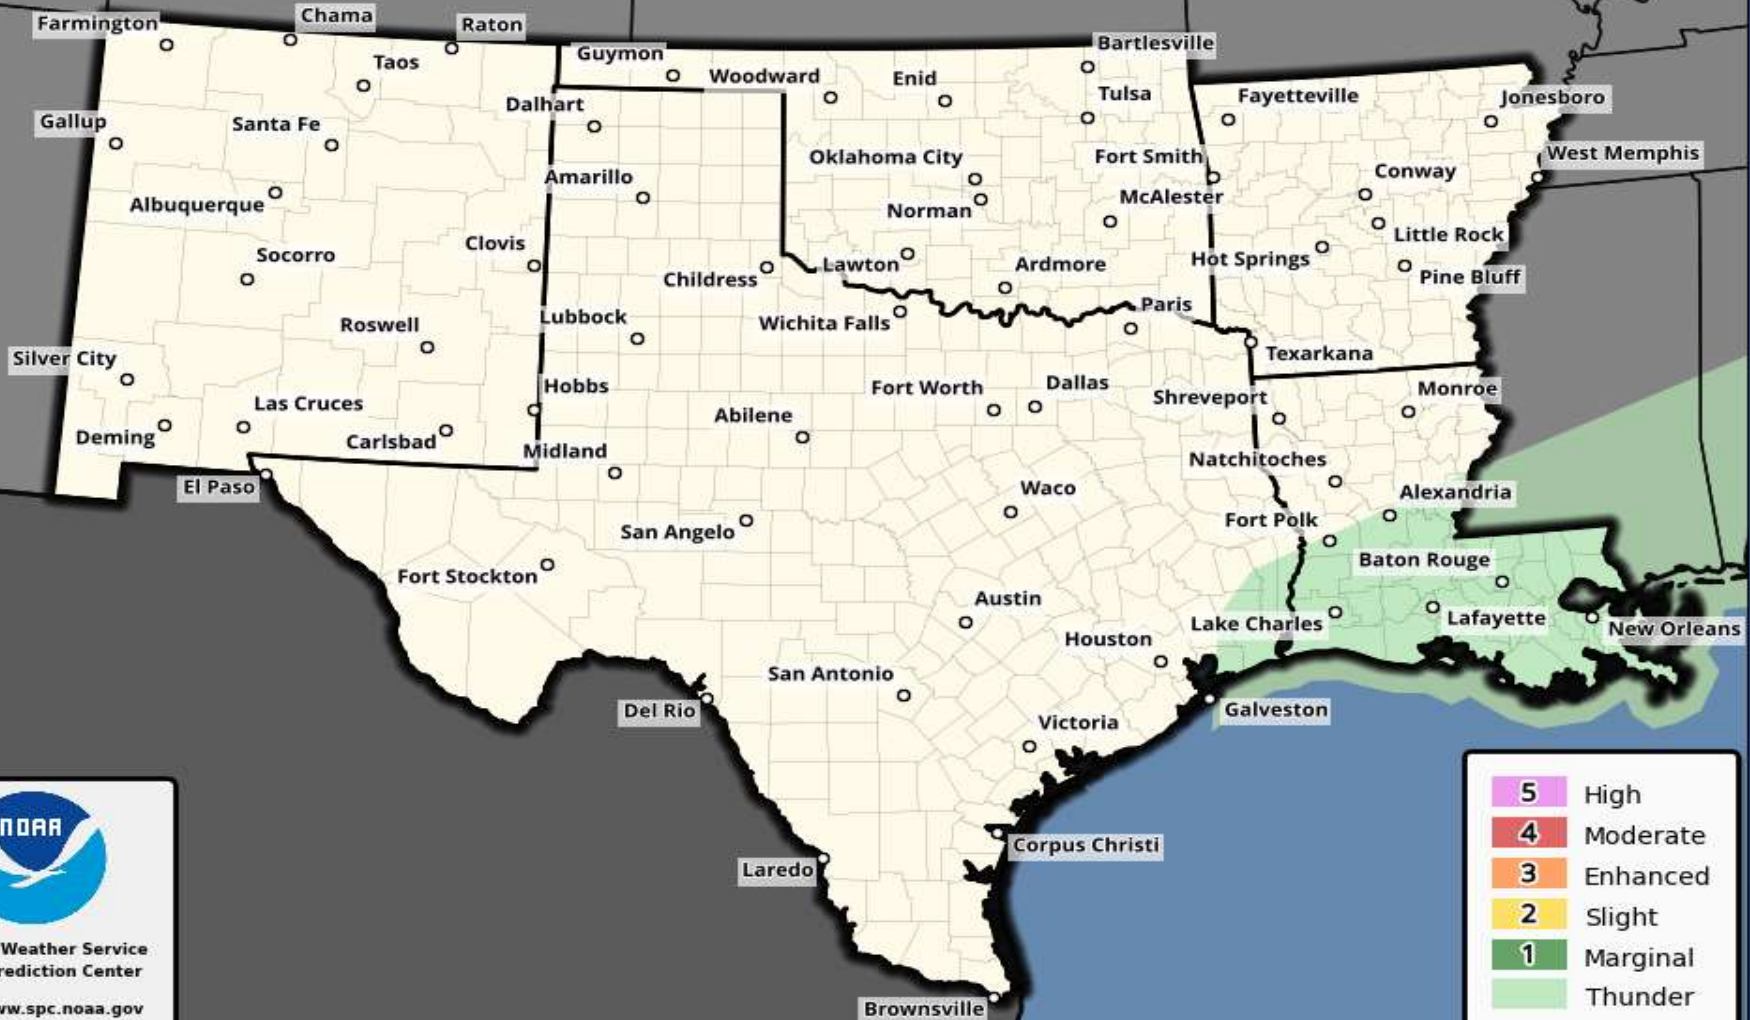 Farmington
Chama
Raton
Taos
Guymon
Woodward
Enid
Bartlesville
Tulsa
Fayetteville
Jonesboro
Gallup
Santa Fe
Dalhart
Oklahoma City
Fort Smith
Conway
West Memphis
Albuquerque
Amarillo
Norman
McAlester
Little Rock
Socorro
Clovis
Childress
Lawton
Ardmore
Hot Springs
Pine Bluff
Roswell
Lubbock
Wichita Falls
Paris
Texarkana
Silver City
Hobbs
Fort Worth
Dallas
Shreveport
Monroe
Las Cruces
Abilene
Deming
Carlsbad
Midland
Natchitoches
El Paso
Waco
Alexandria
San Angelo
Fort Polk
Fort Stockton
Baton Rouge
Austin
Lake Charles
Lafayette
New Orleans
Houston
San Antonio
Del Rio
Galveston
Victoria
Corpus Christi
Laredo
Brownsville
NOAA
Weather Service
rediction Center
ww.spc.noaa.gov
5 High
4 Moderate
3 Enhanced
2 Slight
1 Marginal
Thunder